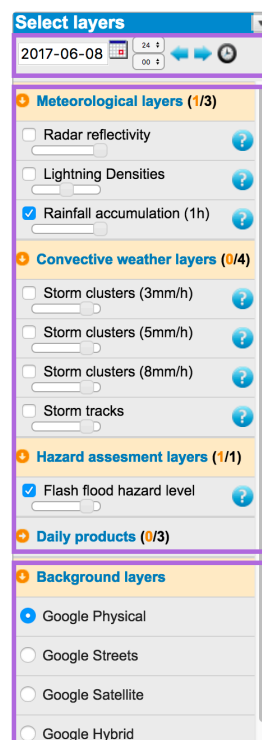 Select layers
2017-06-08 24
00
Meteorological layers (1/3)
Radar reflectivity
?
Lightning Densities
?
Rainfall accumulation (1h)
?
Convective weather layers (0/4)
Storm clusters (3mm/h)
?
Storm clusters (5mm/h)
?
Storm clusters (8mm/h)
?
Storm tracks
?
Hazard assesment layers (1/1)
Flash flood hazard level
?
Daily products (0/3)
Background layers
Google Physical
Google Streets
Google Satellite
Google Hybrid